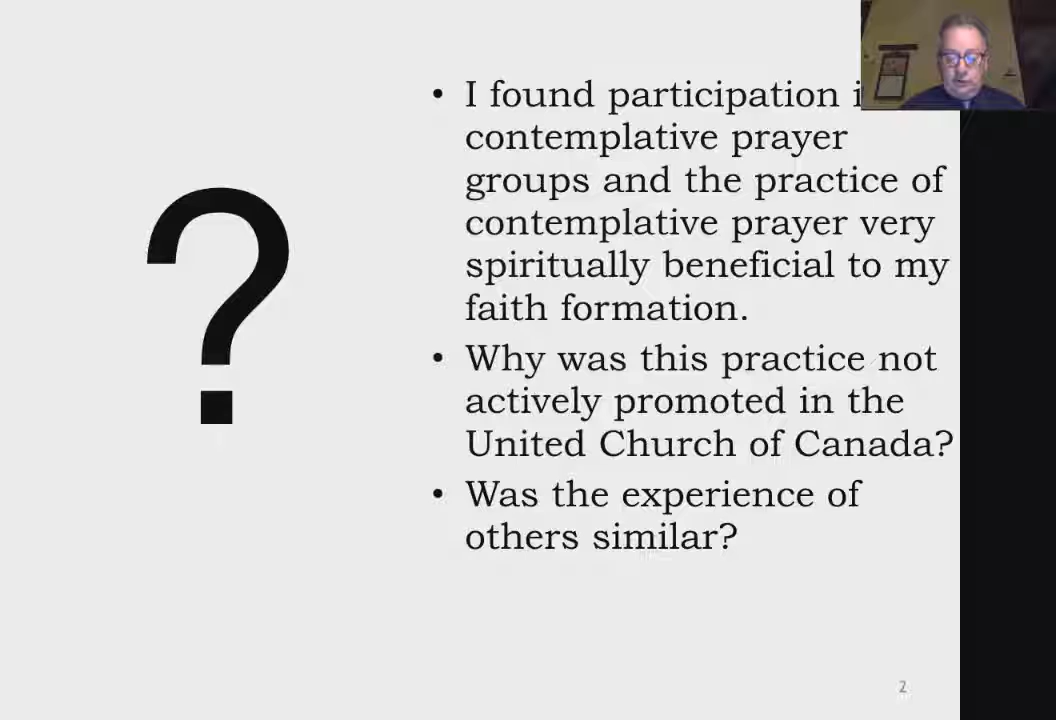 ?
• I found participation i
contemplative prayer
groups and the practice of
contemplative prayer very
spiritually beneficial to my
faith formation.
• Why was this practice not
actively promoted in the
United Church of Canada?
• Was the experience of
others similar?
2